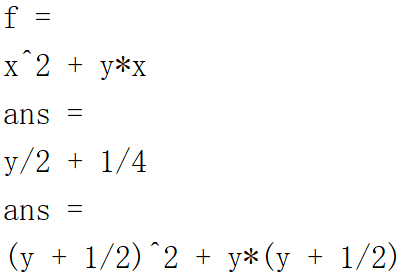 f =
x^2 + y*x
ans =
y/2 + 1/4
ans =
(y + 1/2)^2 + y*(y + 1/2)